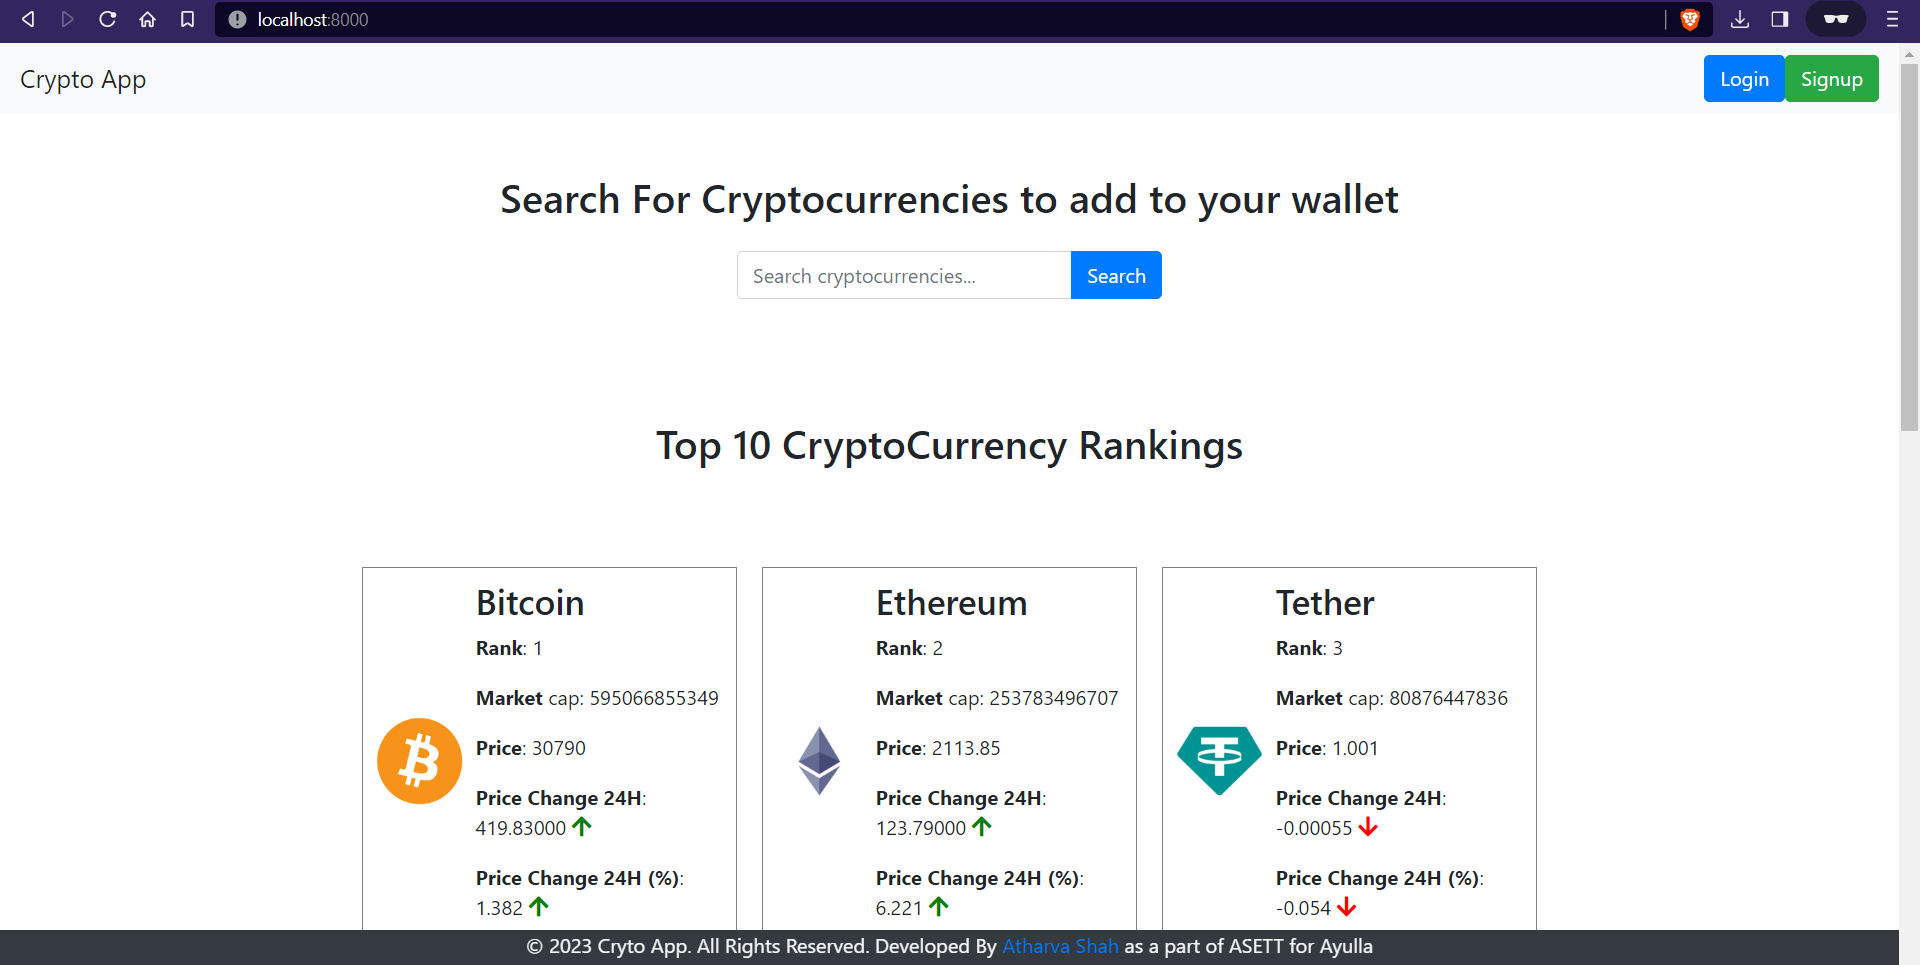 localhost:8000
Crypto App
Login
Signup
Search For Cryptocurrencies to add to your wallet
Search cryptocurrencies...
Search
Top 10 CryptoCurrency Rankings
Bitcoin
Rank: 1
Market cap: 595066855349
Price: 30790
Price Change 24H:
419.83000
Price Change 24H (%):
1.382
Ethereum
Rank: 2
Market cap: 253783496707
Price: 2113.85
Price Change 24H:
123.79000
Price Change 24H (%):
6.221
Tether
Rank: 3
Market cap: 80876447836
Price: 1.001
Price Change 24H:
-0.00055
Price Change 24H (%):
-0.054
© 2023 Cryto App. All Rights Reserved. Developed By Atharva Shah as a part of ASETT for Ayulla